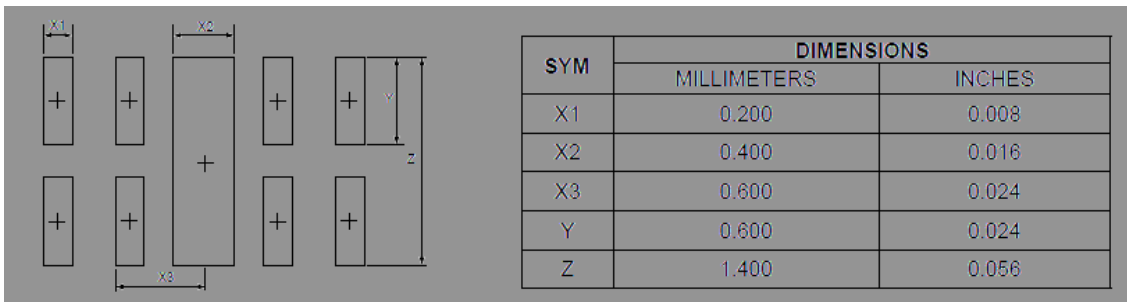 X1
X2
Y
Z
X3
SYM
DIMENSIONS
MILLIMETERS INCHES
X1 0.200 0.008
X2 0.400 0.016
X3 0.600 0.024
Y 0.600 0.024
Z 1.400 0.056